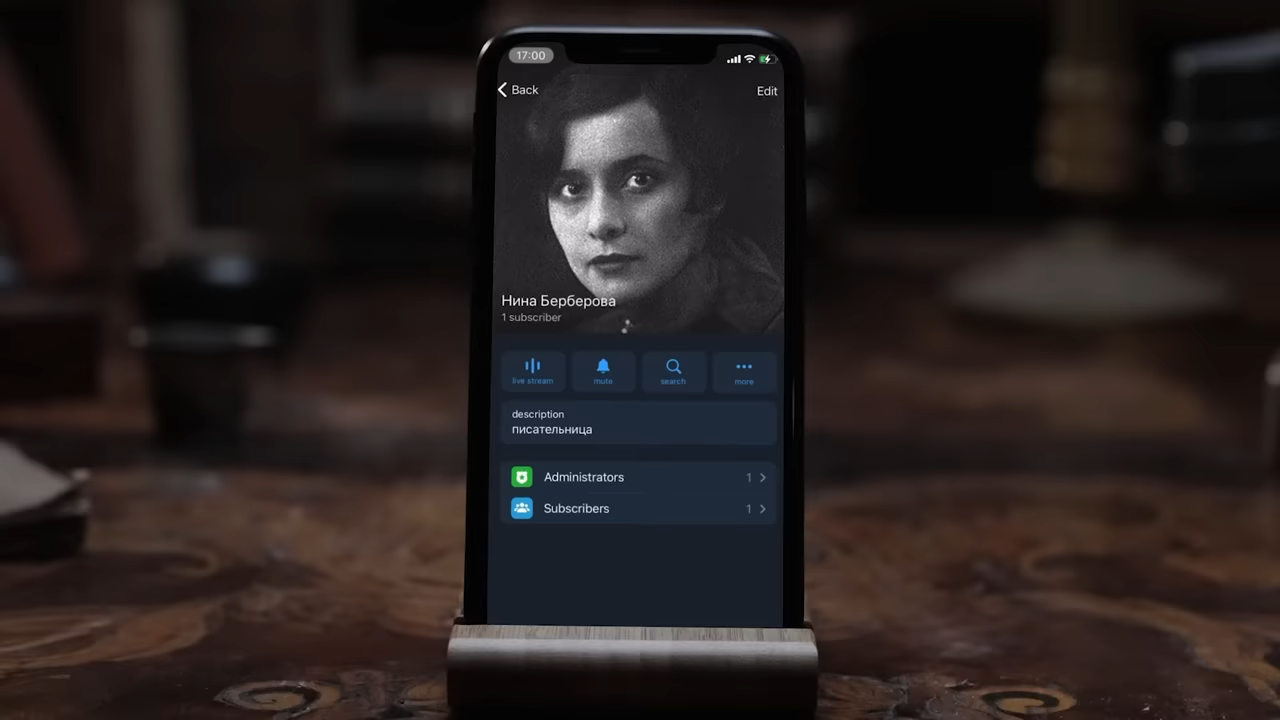 17:00
Back
Edit
Нина Берберова
1 subscriber
live stream
mute
search
more
description
писательница
Administrators 1
Subscribers 1